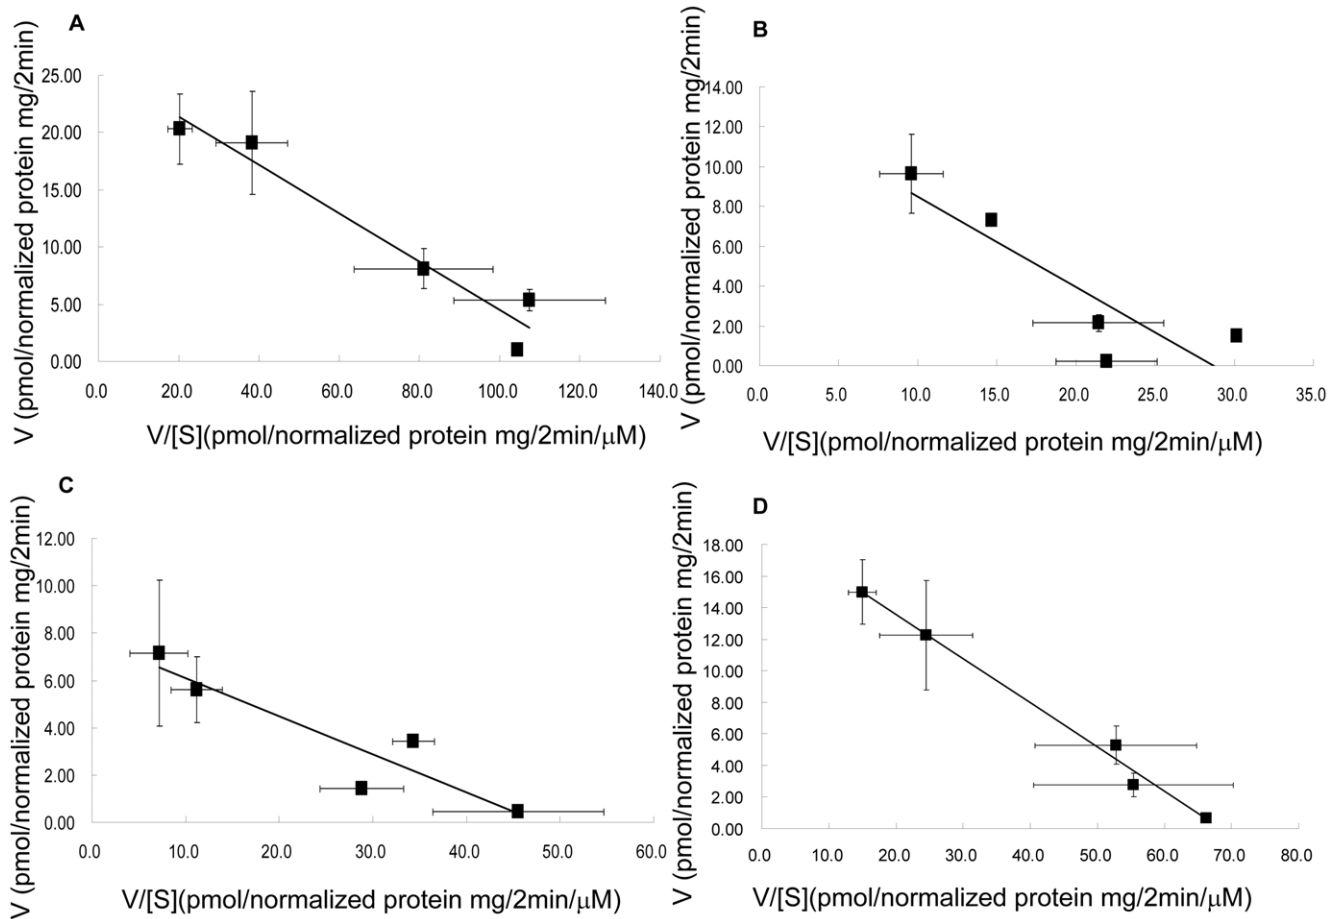 A
V (pmol/normalized protein mg/2min)
25.00
20.00
15.00
10.00
5.00
0.00
0.0 20.0 40.0 60.0 80.0 100.0 120.0 140.0
V/[S](pmol/normalized protein mg/2min/μM)
B
V (pmol/normalized protein mg/2min)
14.00
12.00
10.00
8.00
6.00
4.00
2.00
0.00
0.0 5.0 10.0 15.0 20.0 25.0 30.0 35.0
V/[S](pmol/normalized protein mg/2min/μM)
C
V (pmol/normalized protein mg/2min)
12.00
10.00
8.00
6.00
4.00
2.00
0.00
0.0 10.0 20.0 30.0 40.0 50.0 60.0
V/[S](pmol/normalized protein mg/2min/μM)
D
V (pmol/normalized protein mg/2min)
18.00
16.00
14.00
12.00
10.00
8.00
6.00
4.00
2.00
0.00
0.0 10.0 20.0 30.0 40.0 50.0 60.0 70.0 80.0
V/[S](pmol/normalized protein mg/2min/μM)